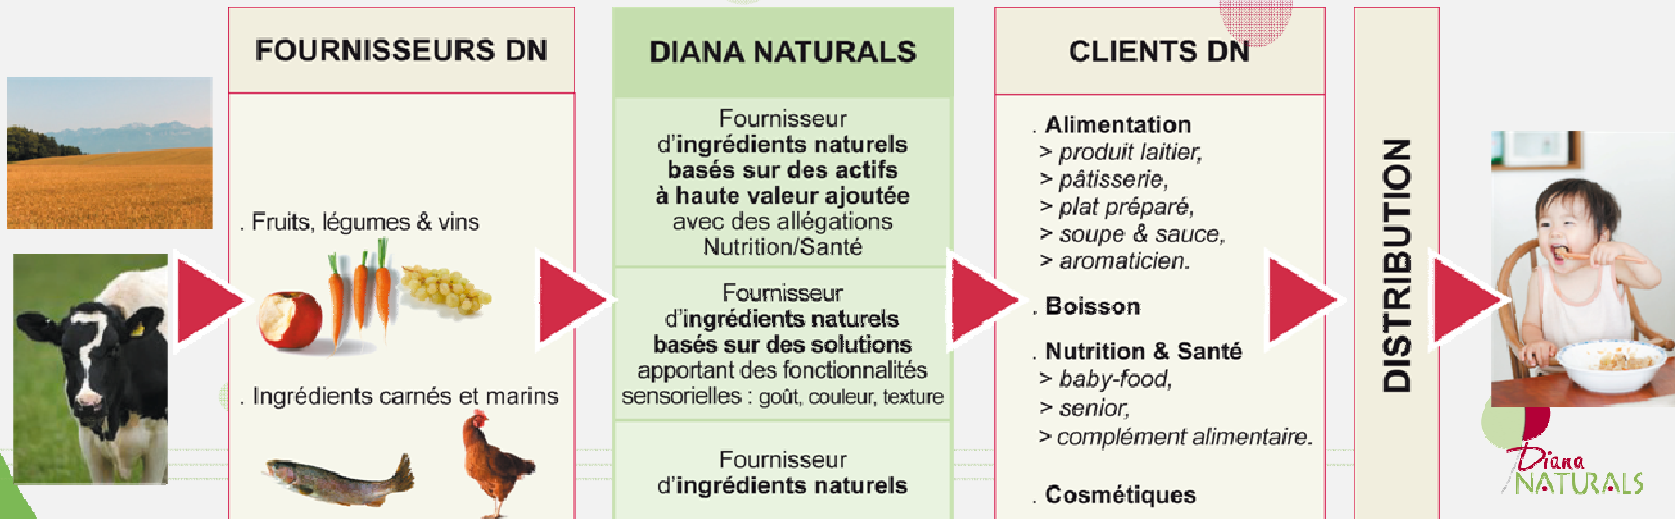 FOURNISSEURS DN
. Fruits, légumes & vins
. Ingrédients carnés et marins
DIANA NATURALS
Fournisseur
d'ingrédients naturels
basés sur des actifs
à haute valeur ajoutée
avec des allégations
Nutrition/Santé
Fournisseur
d'ingrédients naturels
basés sur des solutions
apportant des fonctionnalités
sensorielles : goût, couleur, texture
Fournisseur
d'ingrédients naturels
CLIENTS DN
. Alimentation
> produit laitier,
> pâtisserie,
> plat préparé,
> soupe & sauce,
> aromaticien.
. Boisson
. Nutrition & Santé
> baby-food,
> senior,
> complément alimentaire.
. Cosmétiques
DISTRIBUTION
Diana
NATURALS